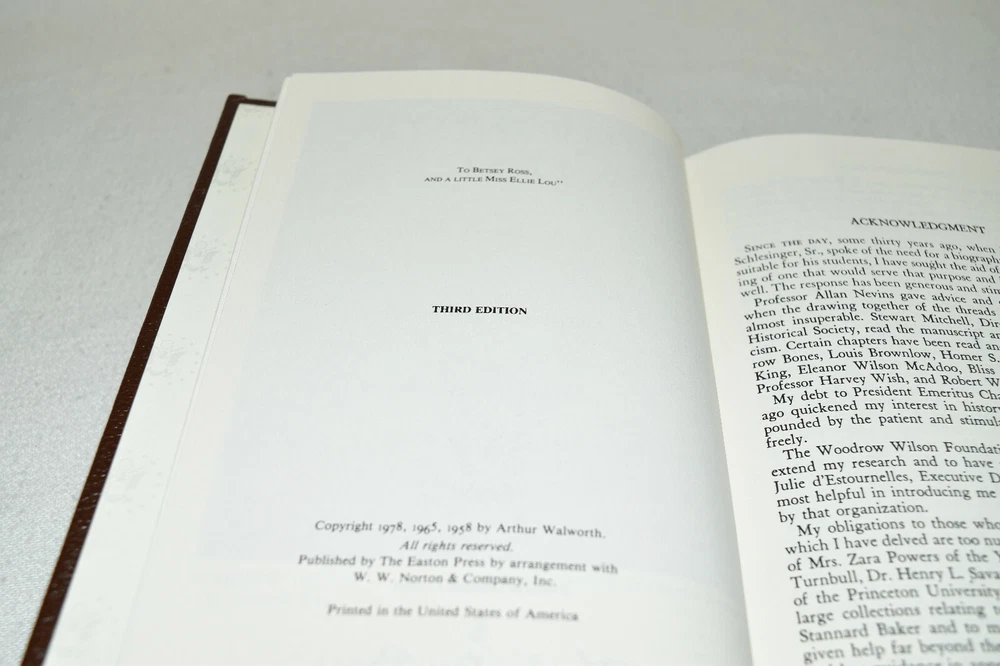 To Betsey Ross,
and a little Miss Ellie Lou"
THIRD EDITION
Copyright 1978, 1965, 1958 by Arthur Walworth.
All rights reserved.
Published by The Easton Press by arrangement with
W. W. Norton & Company, Inc.
Printed in the United States of America
ACKNOWLEDGMENT
Since the day, some thirty years ago, when
Schlesinger, Sr., spoke of the need for a biograph
suitable for his students, I have sought the aid of
ing of one that would serve that purpose and
well. The response has been generous and stim
Professor Allan Nevins gave advice and
when the drawing together of the threads
almost insuperable. Stewart Mitchell, Dir
Historical Society, read the manuscript an
cism. Certain chapters have been read an
row Bones, Louis Brownlow, Homer S.
King, Eleanor Wilson McAdoo, Bliss
Professor Harvey Wish, and Robert W
My debt to President Emeritus Cha
ago quickened my interest in histor
pounded by the patient and stimul
freely.
The Woodrow Wilson Foundati
extend my research and to have
Julie d'Estournelles, Executive D
most helpful in introducing me
by that organization.
My obligations to those who
which I have delved are too nu
of Mrs. Zara Powers of the Y
Turnbull, Dr. Henry L. Sava
of the Princeton University
large collections relating to
Stannard Baker and to m
given help far beyond the